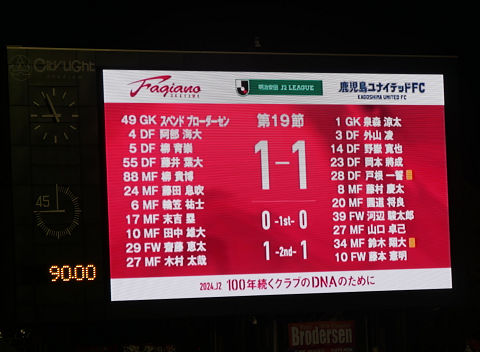 CITYLIGHT
STADIUM
Fagiano
OKAYAMA
明治安田 J2 LEAGUE
鹿児島ユナイテッドFC
KAGOSHIMA UNITED FC
第19節
49 GK スベンド ブローダーセン
4 DF 阿部 海大
5 DF 柳 育崇
55 DF 藤井 葉大
88 MF 柳 貴博
24 MF 藤田 息吹
6 MF 輪笠 祐士
17 MF 末吉 塁
10 MF 田中 雄大
29 FW 齋藤 恵太
27 MF 木村 太哉
1-1
0 -1st- 0
1 -2nd- 1
1 GK 泉森 涼太
3 DF 外山 凌
14 DF 野嶽 寛也
23 DF 岡本 將成
28 DF 戸根 一誓
8 MF 藤村 慶太
20 MF 圓道 将良
39 FW 河辺 駿太郎
27 MF 山口 卓己
34 MF 鈴木 翔大
10 FW 藤本 憲明
2024.J2 100年続くクラブのDNAのために
45
90.00
Brodersen